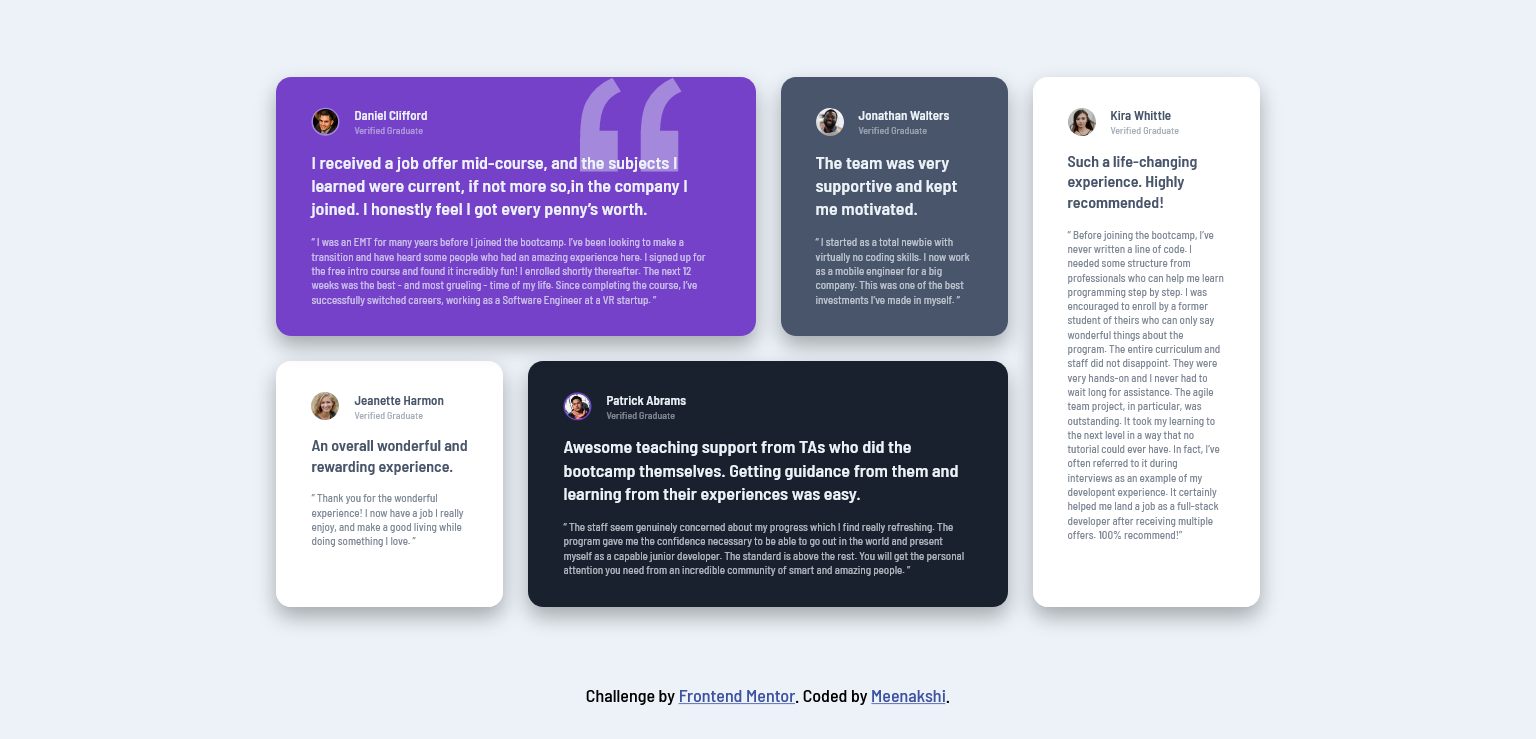 Daniel Clifford
Verified Graduate
I received a job offer mid-course, and the subjects I
learned were current, if not more so,in the company I
joined. I honestly feel I got every penny’s worth.
“ I was an EMT for many years before I joined the bootcamp. I’ve been looking to make a
transition and have heard some people who had an amazing experience here. I signed up for
the free intro course and found it incredibly fun! I enrolled shortly thereafter. The next 12
weeks was the best - and most grueling - time of my life. Since completing the course, I’ve
successfully switched careers, working as a Software Engineer at a VR startup. ”
Jonathan Walters
Verified Graduate
The team was very
supportive and kept
me motivated.
“ I started as a total newbie with
virtually no coding skills. I now work
as a mobile engineer for a big
company. This was one of the best
investments I’ve made in myself. ”
Kira Whittle
Verified Graduate
Such a life-changing
experience. Highly
recommended!
“ Before joining the bootcamp, I’ve
never written a line of code. I
needed some structure from
professionals who can help me learn
programming step by step. I was
encouraged to enroll by a former
student of theirs who can only say
wonderful things about the
program. The entire curriculum and
staff did not disappoint. They were
very hands-on and I never had to
wait long for assistance. The agile
team project, in particular, was
outstanding. It took my learning to
the next level in a way that no
tutorial could ever have. In fact, I’ve
often referred to it during
interviews as an example of my
developent experience. It certainly
helped me land a job as a full-stack
developer after receiving multiple
offers. 100% recommend!”
Jeanette Harmon
Verified Graduate
An overall wonderful and
rewarding experience.
“ Thank you for the wonderful
experience! I now have a job I really
enjoy, and make a good living while
doing something I love. ”
Patrick Abrams
Verified Graduate
Awesome teaching support from TAs who did the
bootcamp themselves. Getting guidance from them and
learning from their experiences was easy.
“ The staff seem genuinely concerned about my progress which I find really refreshing. The
program gave me the confidence necessary to be able to go out in the world and present
myself as a capable junior developer. The standard is above the rest. You will get the personal
attention you need from an incredible community of smart and amazing people. ”
Challenge by Frontend Mentor. Coded by Meenakshi.